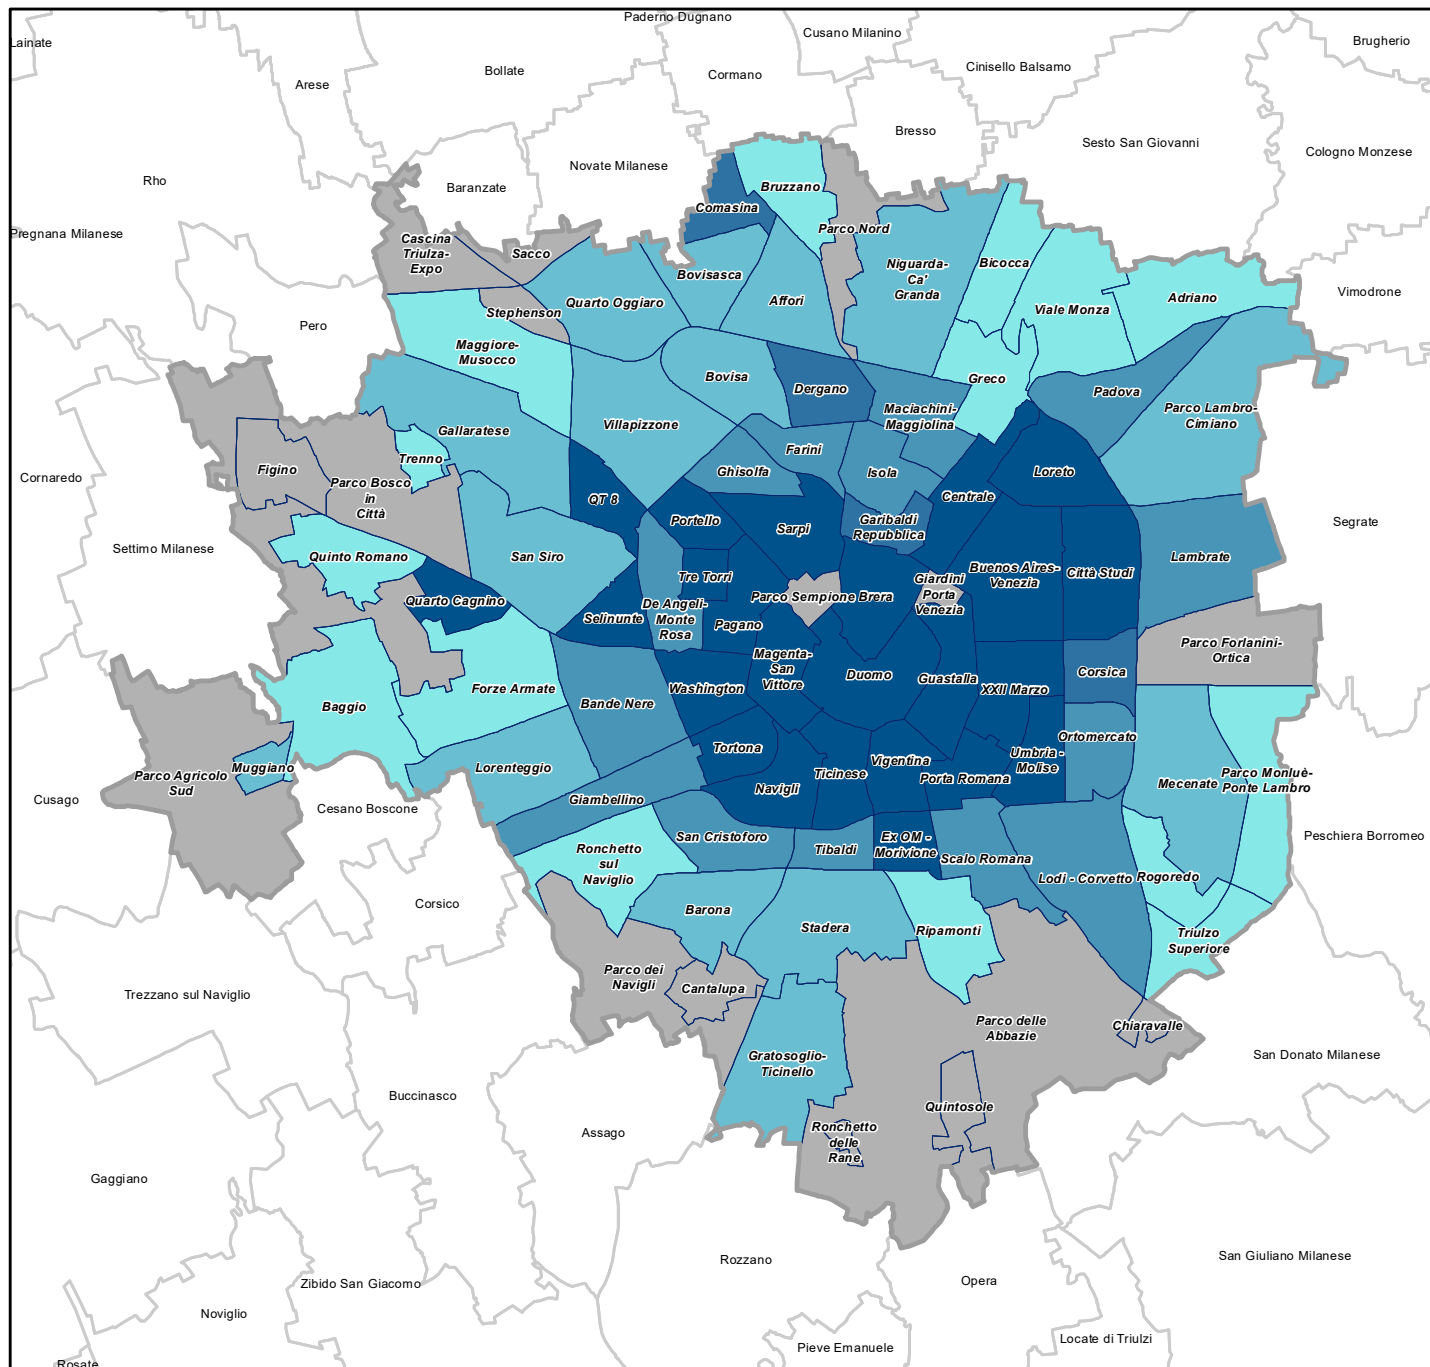 Paderno Dugnano
Cusano Milanino
Lainate
Brugherio
Bollate
Cinisello Balsamo
Cormano
Arese
Bresso
Sesto San Giovanni
Cologno Monzese
Novate Milanese
Rho
Baranzate
Bruzzano
Comasina
Parco Nord
Pregnana Milanese
Cascina
Triulza-
Expo
Sacco
Niguarda-
Ca'
Granda
Bicocca
Bovisasca
Vimodrone
Quarto Oggiaro
Affori
Adriano
Viale Monza
Stephenson
Pero
Maggiore-
Musocco
Bovisa
Greco
Dergano
Padova
Maciachini-
Maggiolina
Parco Lambro-
Cimiano
Villapizzone
Gallaratese
Farini
Trenno
Figino
Ghisolfa
Isola
Loreto
Cornaredo
Parco Bosco
in
Città
QT 8
Centrale
Portello
Sarpi
Garibaldi
Repubblica
Segrate
Settimo Milanese
Quinto Romano
San Siro
Lambrate
Buenos Aires-
Venezia
Città Studi
Tre Torri
Giardini
Porta
Venezia
Parco Sempione
Brera
Quarto Cagnino
De Angeli-
Monte
Rosa
Selinunte
Pagano
Parco Forlanini-
Ortica
Magenta-
San
Vittore
Duomo
Guastalla
Corsica
Forze Armate
Washington
XXII Marzo
Baggio
Bande Nere
Ortomercato
Tortona
Umbria -
Molise
Vigentina
Lorenteggio
Muggiano
Parco Agricolo
Sud
Ticinese
Porta Romana
Parco Monluè-
Ponte Lambro
Mecenate
Navigli
Cusago
Giambellino
Cesano Boscone
San Cristoforo
Ex OM -
Morivione
Peschiera Borromeo
Ronchetto
sul
Naviglio
Tibaldi
Scalo Romana
Lodi - Corvetto
Rogoredo
Corsico
Barona
Stadera
Ripamonti
Triulzo
Superiore
Parco dei
Navigli
Cantalupa
Trezzano sul Naviglio
Parco delle
Abbazie
Chiaravalle
Gratosoglio-
Ticinello
San Donato Milanese
Buccinasco
Quintosole
Assago
Ronchetto
delle
Rane
Gaggiano
Rozzano
San Giuliano Milanese
Zibido San Giacomo
Opera
Noviglio
Locate di Triulzi
Pieve Emanuele
Rosate